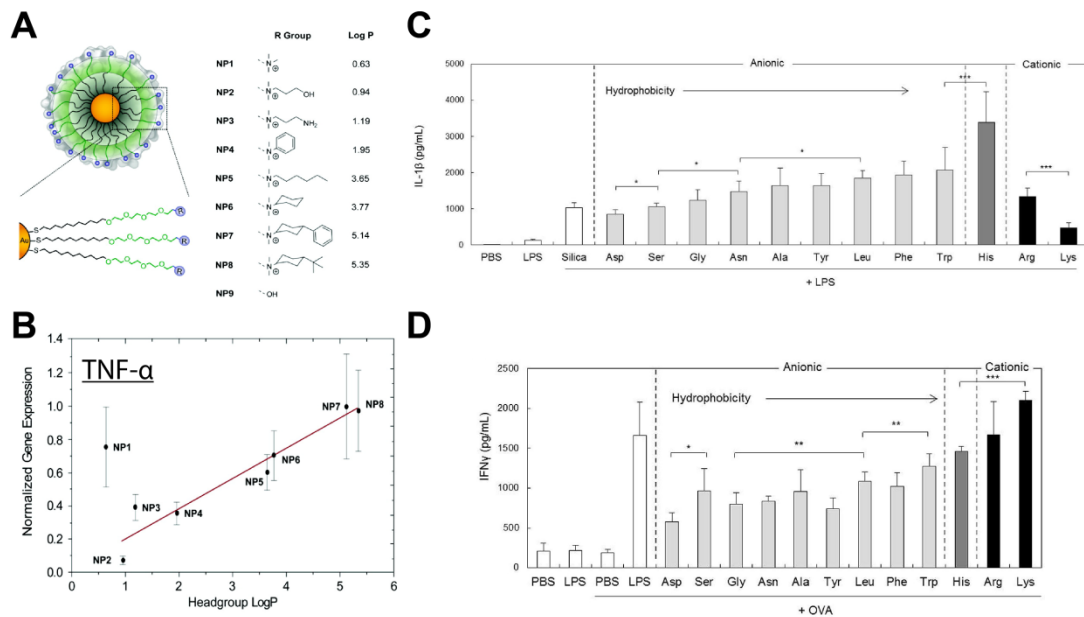 A
R Group Log P
NP1 N ⊕ 0.63
NP2 N ⊕ OH 0.94
NP3 N ⊕ NH₂ 1.19
NP4 N ⊕ 1.95
NP5 N ⊕ 3.65
NP6 N ⊕ 3.77
NP7 N ⊕ 5.14
NP8 N ⊕ 5.35
NP9 OH
Au
S O O O O R
S O O O O R
S O O O O R
B
TNF-α
Normalized Gene Expression
1.4
1.2
1.0
0.8
0.6
0.4
0.2
0.0
NP1
NP2
NP3
NP4
NP5
NP6
NP7
NP8
0 1 2 3 4 5 6
Headgroup LogP
C
Anionic Cationic
Hydrophobicity
* * * *** ***
IL-1β (pg/mL)
5000
4000
3000
2000
1000
0
PBS LPS Silica Asp Ser Gly Asn Ala Tyr Leu Phe Trp His Arg Lys
+ LPS
D
Anionic Cationic
Hydrophobicity
* ** ** ***
IFNγ (pg/mL)
2500
2000
1500
1000
500
0
PBS LPS PBS LPS Asp Ser Gly Asn Ala Tyr Leu Phe Trp His Arg Lys
+ OVA